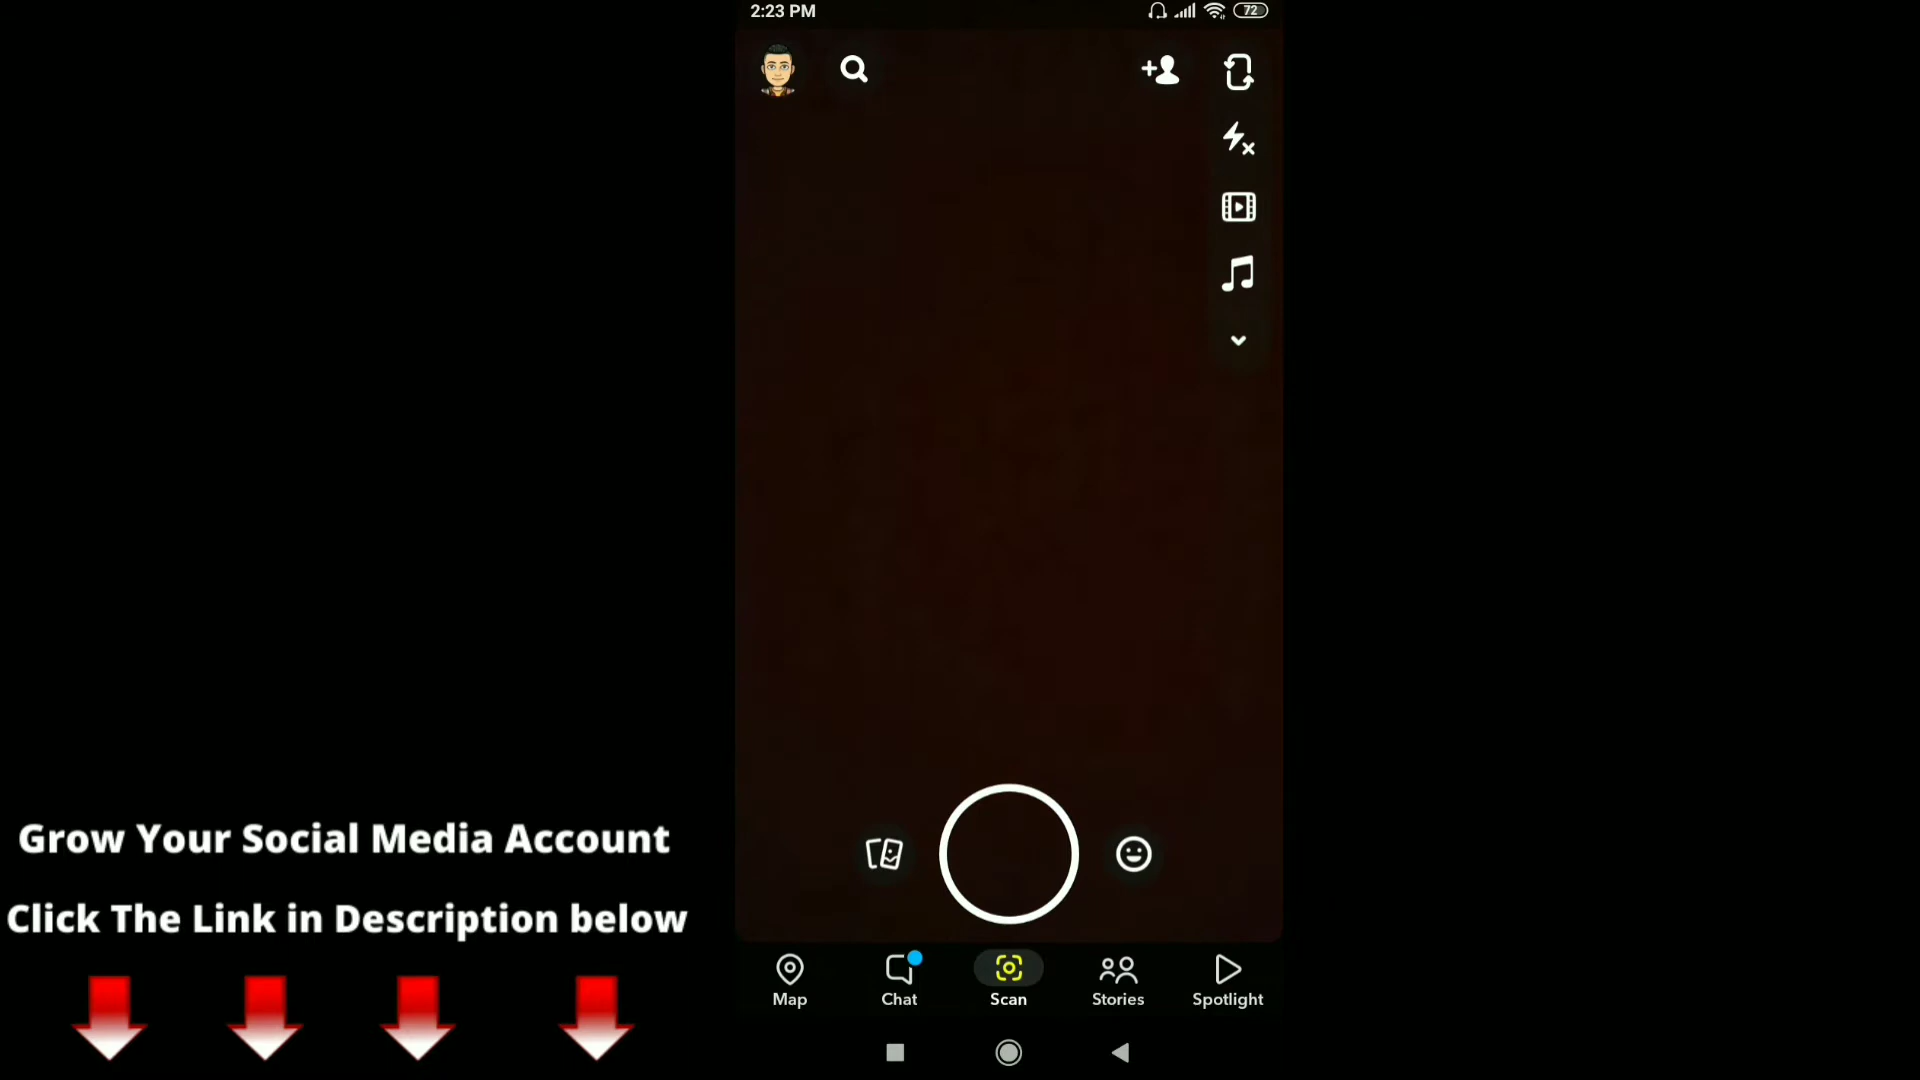 2:23 PM
72
Grow Your Social Media Account
Click The Link in Description below
Map
Chat
Scan
Stories
Spotlight